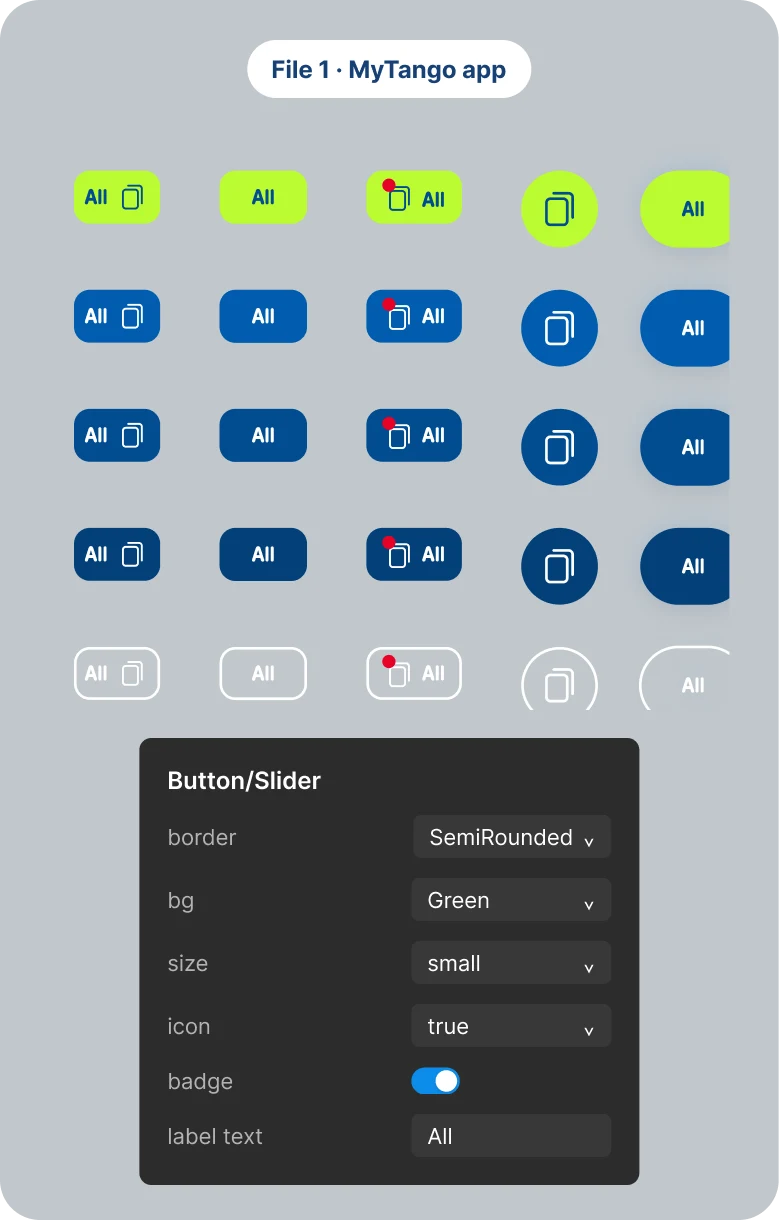 File 1 · MyTango app
All All All All
All All All All
All All All All
All All All All
All All All All
Button/Slider
border SemiRounded
bg Green
size small
icon true
badge
label text All